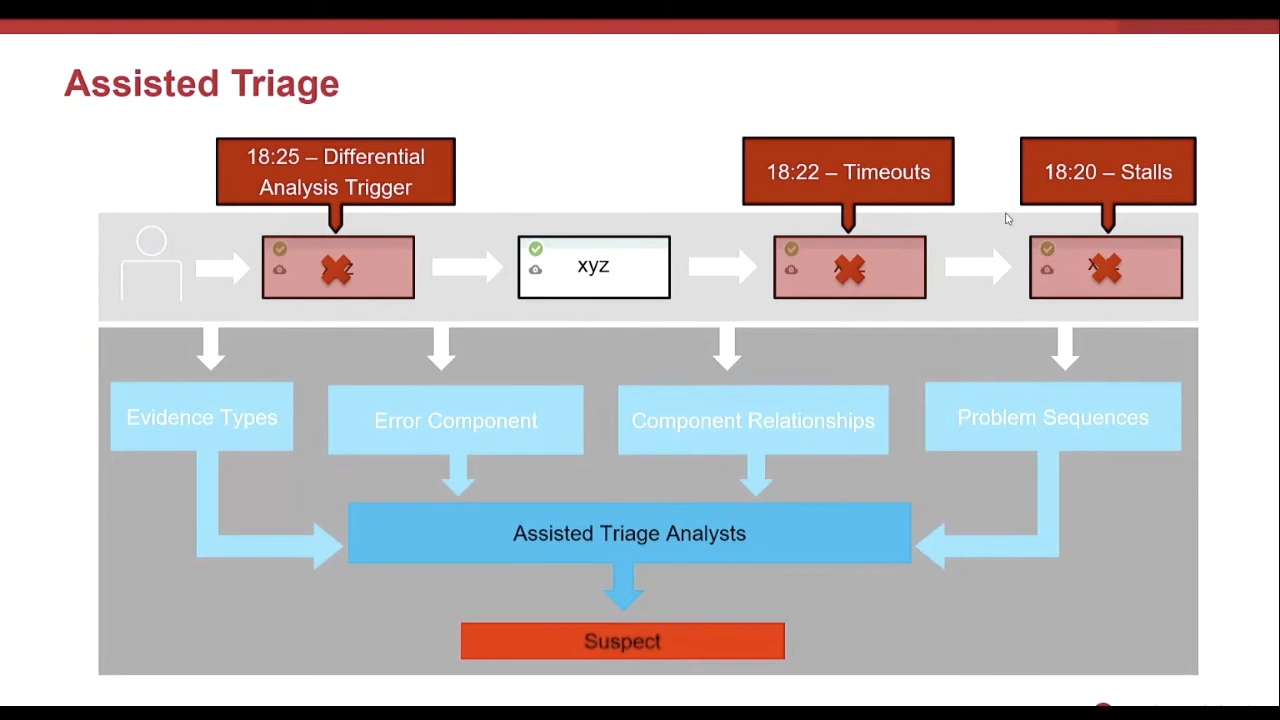 Assisted Triage
18:25 – Differential
Analysis Trigger
18:22 – Timeouts
18:20 – Stalls
xyz
Evidence Types
Error Component
Component Relationships
Problem Sequences
Assisted Triage Analysts
Suspect